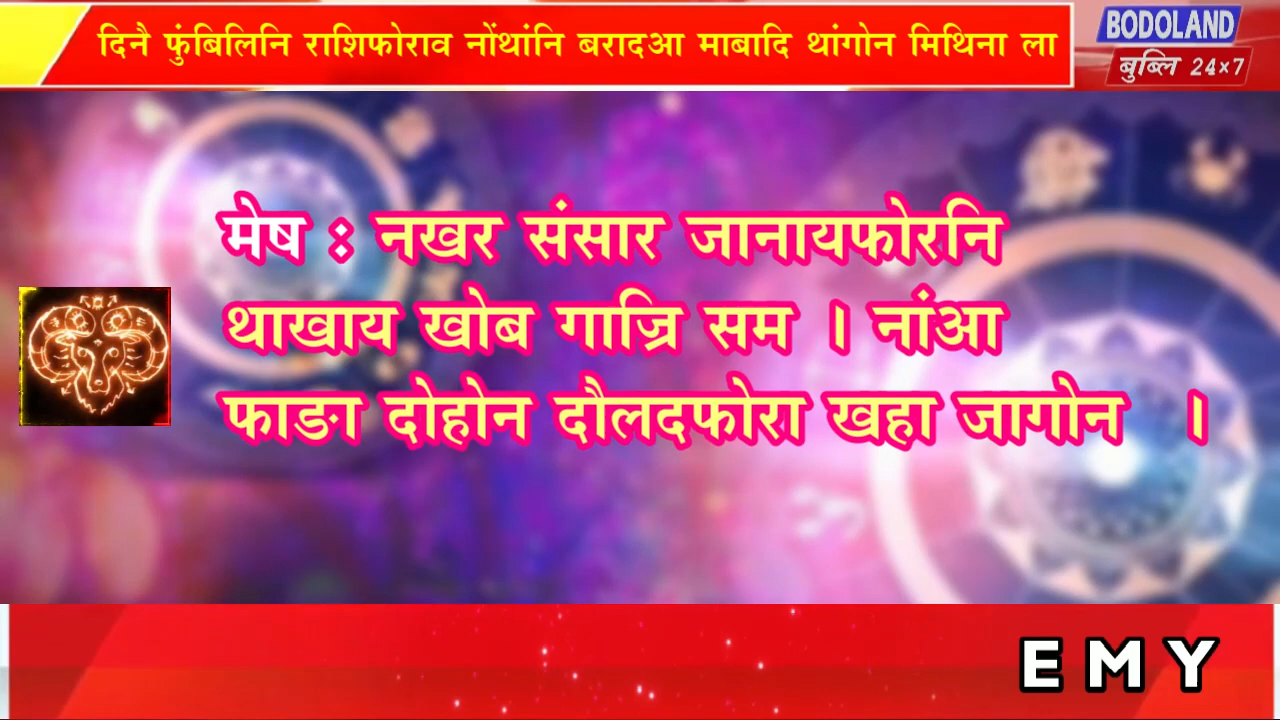 दिनै फुंबिलिनि राशिफोराव नोंथांनि बरादआ माबादि थांगोन मिथिना ला
BODOLAND
बुब्लि 24×7
मेष : नखर संसार जानायफोरनि
थाखाय खोब गाज्रि सम । नांआ
फाङा दोहोन दौलदफोरा खहा जागोन ।
EMY